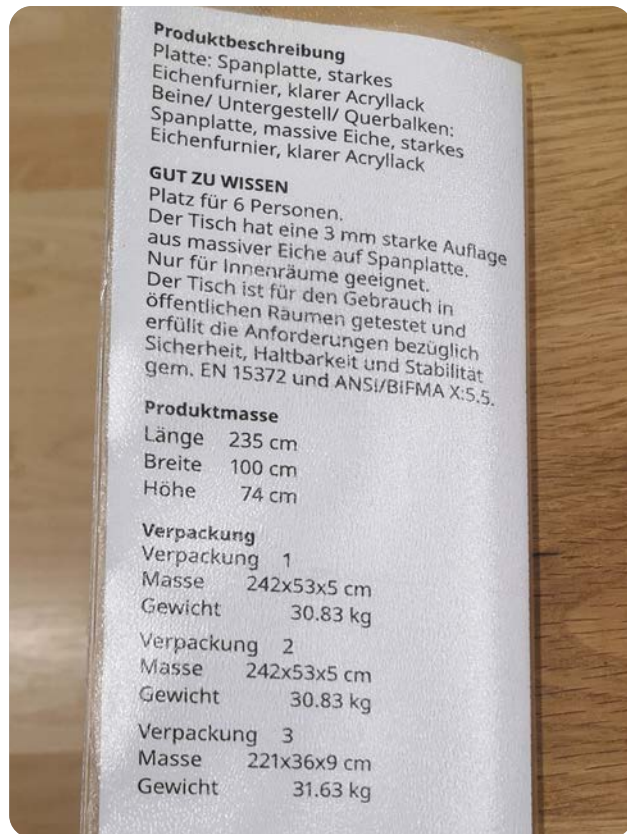 Produktbeschreibung
Platte: Spanplatte, starkes
Eichenfurnier, klarer Acryllack
Beine/ Untergestell/ Querbalken:
Spanplatte, massive Eiche, starkes
Eichenfurnier, klarer Acryllack
GUT ZU WISSEN
Platz für 6 Personen.
Der Tisch hat eine 3 mm starke Auflage
aus massiver Eiche auf Spanplatte.
Nur für Innenräume geeignet.
Der Tisch ist für den Gebrauch in
öffentlichen Räumen getestet und
erfüllt die Anforderungen bezüglich
Sicherheit, Haltbarkeit und Stabilität
gem. EN 15372 und ANSi/BiFMA X:5.5.
Produktmasse
Länge 235 cm
Breite 100 cm
Höhe 74 cm
Verpackung
Verpackung 1
Masse 242x53x5 cm
Gewicht 30.83 kg
Verpackung 2
Masse 242x53x5 cm
Gewicht 30.83 kg
Verpackung 3
Masse 221x36x9 cm
Gewicht 31.63 kg